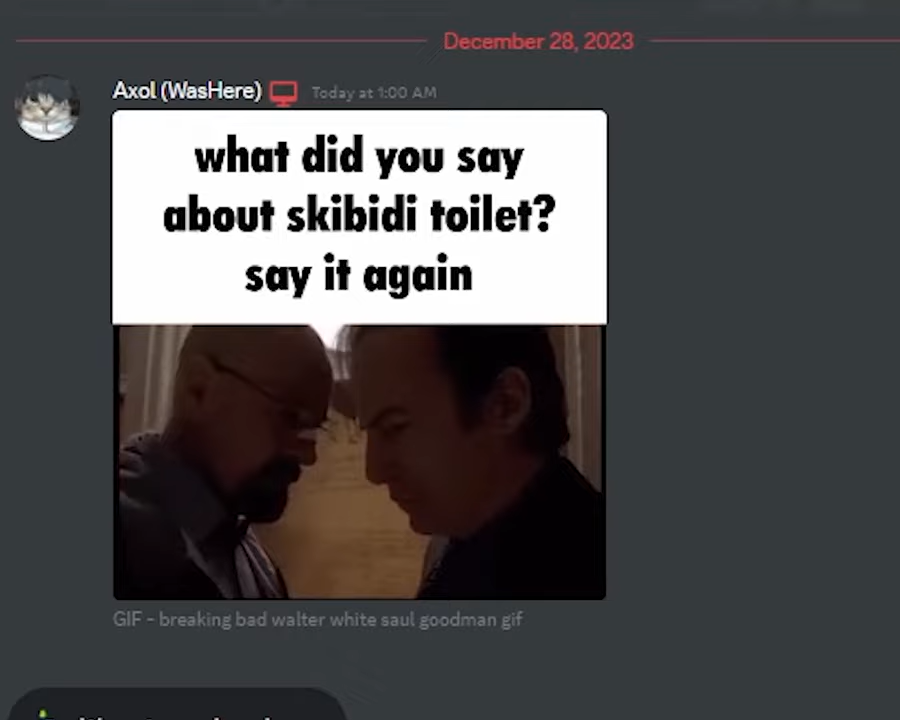 December 28, 2023
Axol (WasHere) Today at 1:00 AM
what did you say
about skibidi toilet?
say it again
GIF - breaking bad walter white saul goodman gif